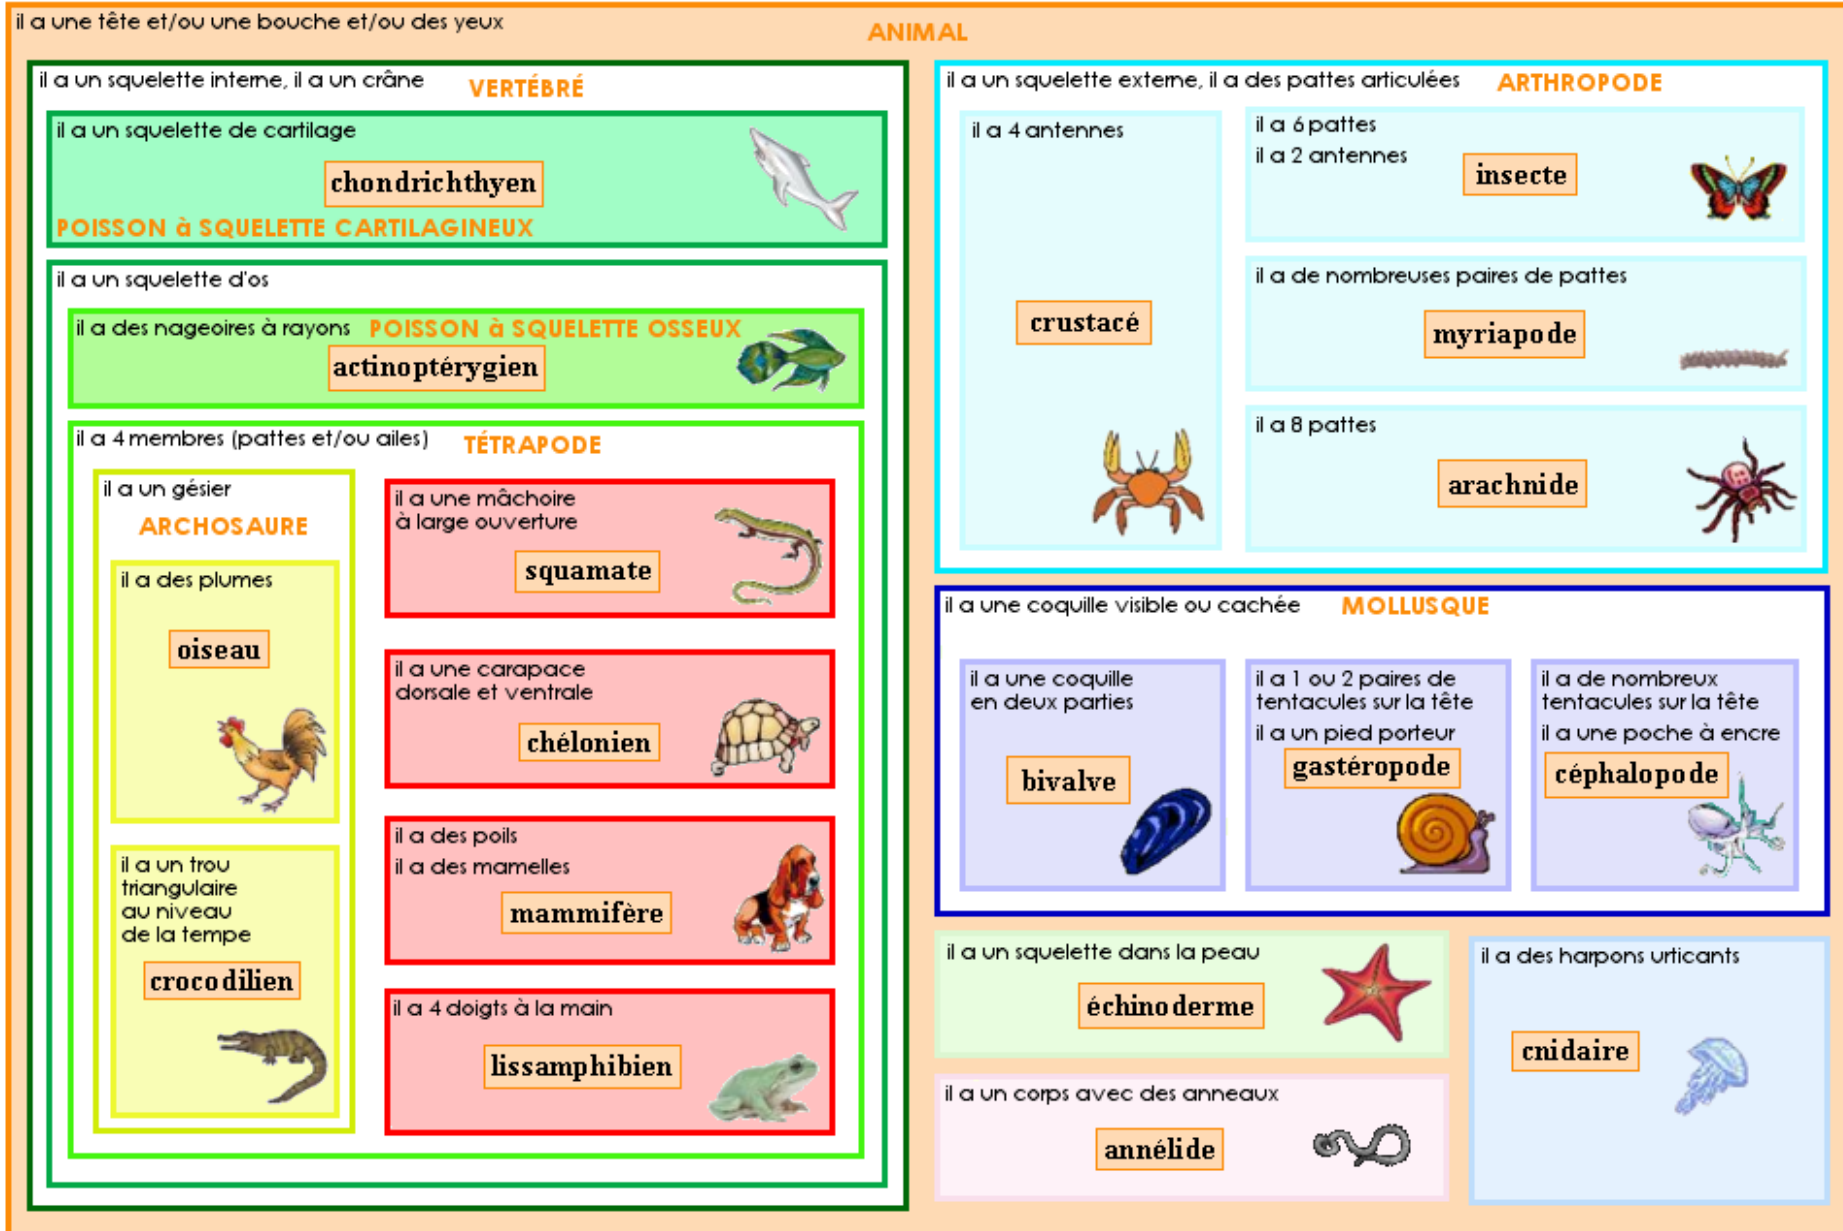 il a une tête et/ou une bouche et/ou des yeux
ANIMAL
il a un squelette interne, il a un crâne
VERTÉBRÉ
il a un squelette de cartilage
chondrichthyen
POISSON à SQUELETTE CARTILAGINEUX
il a un squelette d'os
il a des nageoires à rayons
POISSON à SQUELETTE OSSEUX
actinoptérygien
il a 4 membres (pattes et/ou ailes)
TÉTRAPODE
il a un gésier
ARCHOSAURE
il a des plumes
oiseau
il a un trou
triangulaire
au niveau
de la tempe
crocodilien
il a une mâchoire
à large ouverture
squamate
il a une carapace
dorsale et ventrale
chélonien
il a des poils
il a des mamelles
mammifère
il a 4 doigts à la main
lissamphibien
il a un squelette externe, il a des pattes articulées
ARTHROPODE
il a 4 antennes
crustacé
il a 6 pattes
il a 2 antennes
insecte
il a de nombreuses paires de pattes
myriapode
il a 8 pattes
arachnide
il a une coquille visible ou cachée
MOLLUSQUE
il a une coquille
en deux parties
bivalve
il a 1 ou 2 paires de
tentacules sur la tête
il a un pied porteur
gastéropode
il a de nombreux
tentacules sur la tête
il a une poche à encre
céphalopode
il a un squelette dans la peau
échinoderme
il a un corps avec des anneaux
annélide
il a des harpons urticants
cnidaire